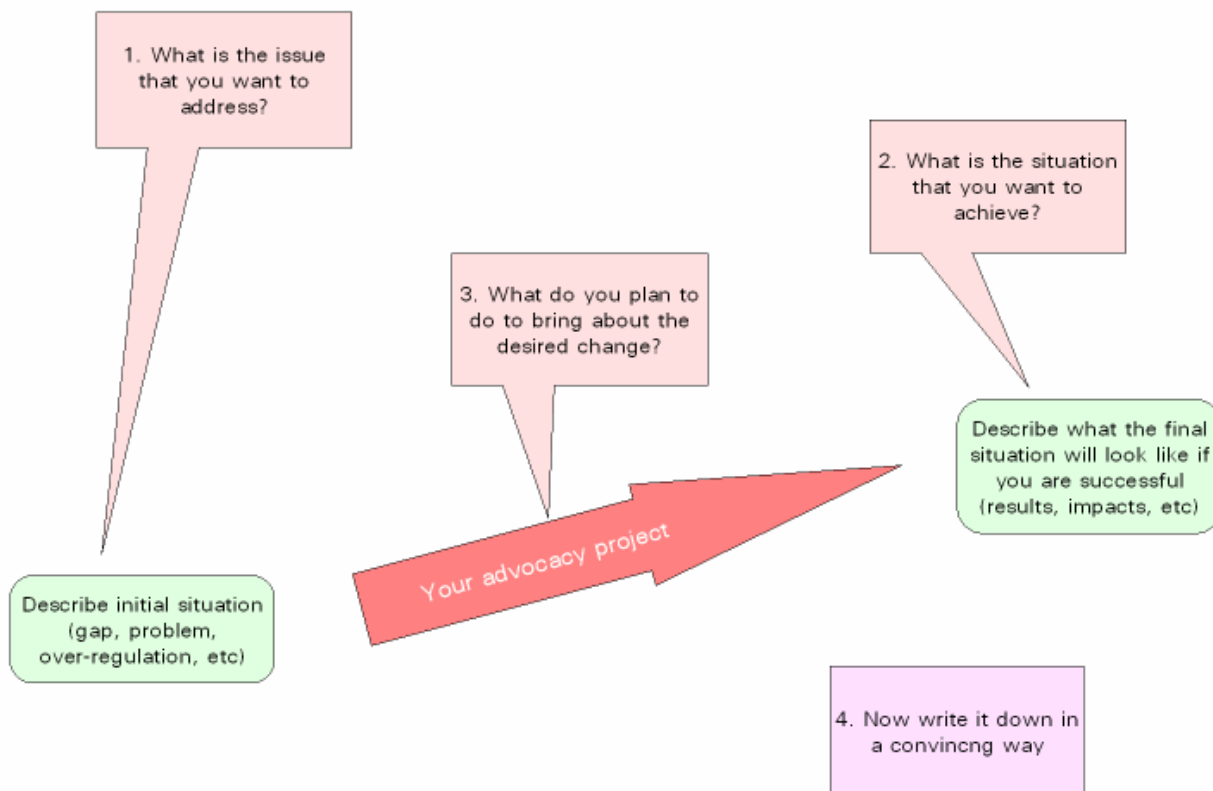 1. What is the issue
that you want to
address?
2. What is the situation
that you want to
achieve?
3. What do you plan to
do to bring about the
desired change?
Describe what the final
situation will look like if
you are successful
(results, impacts, etc)
Your advocacy project
Describe initial situation
(gap, problem,
over-regulation, etc)
4. Now write it down in
a convincng way